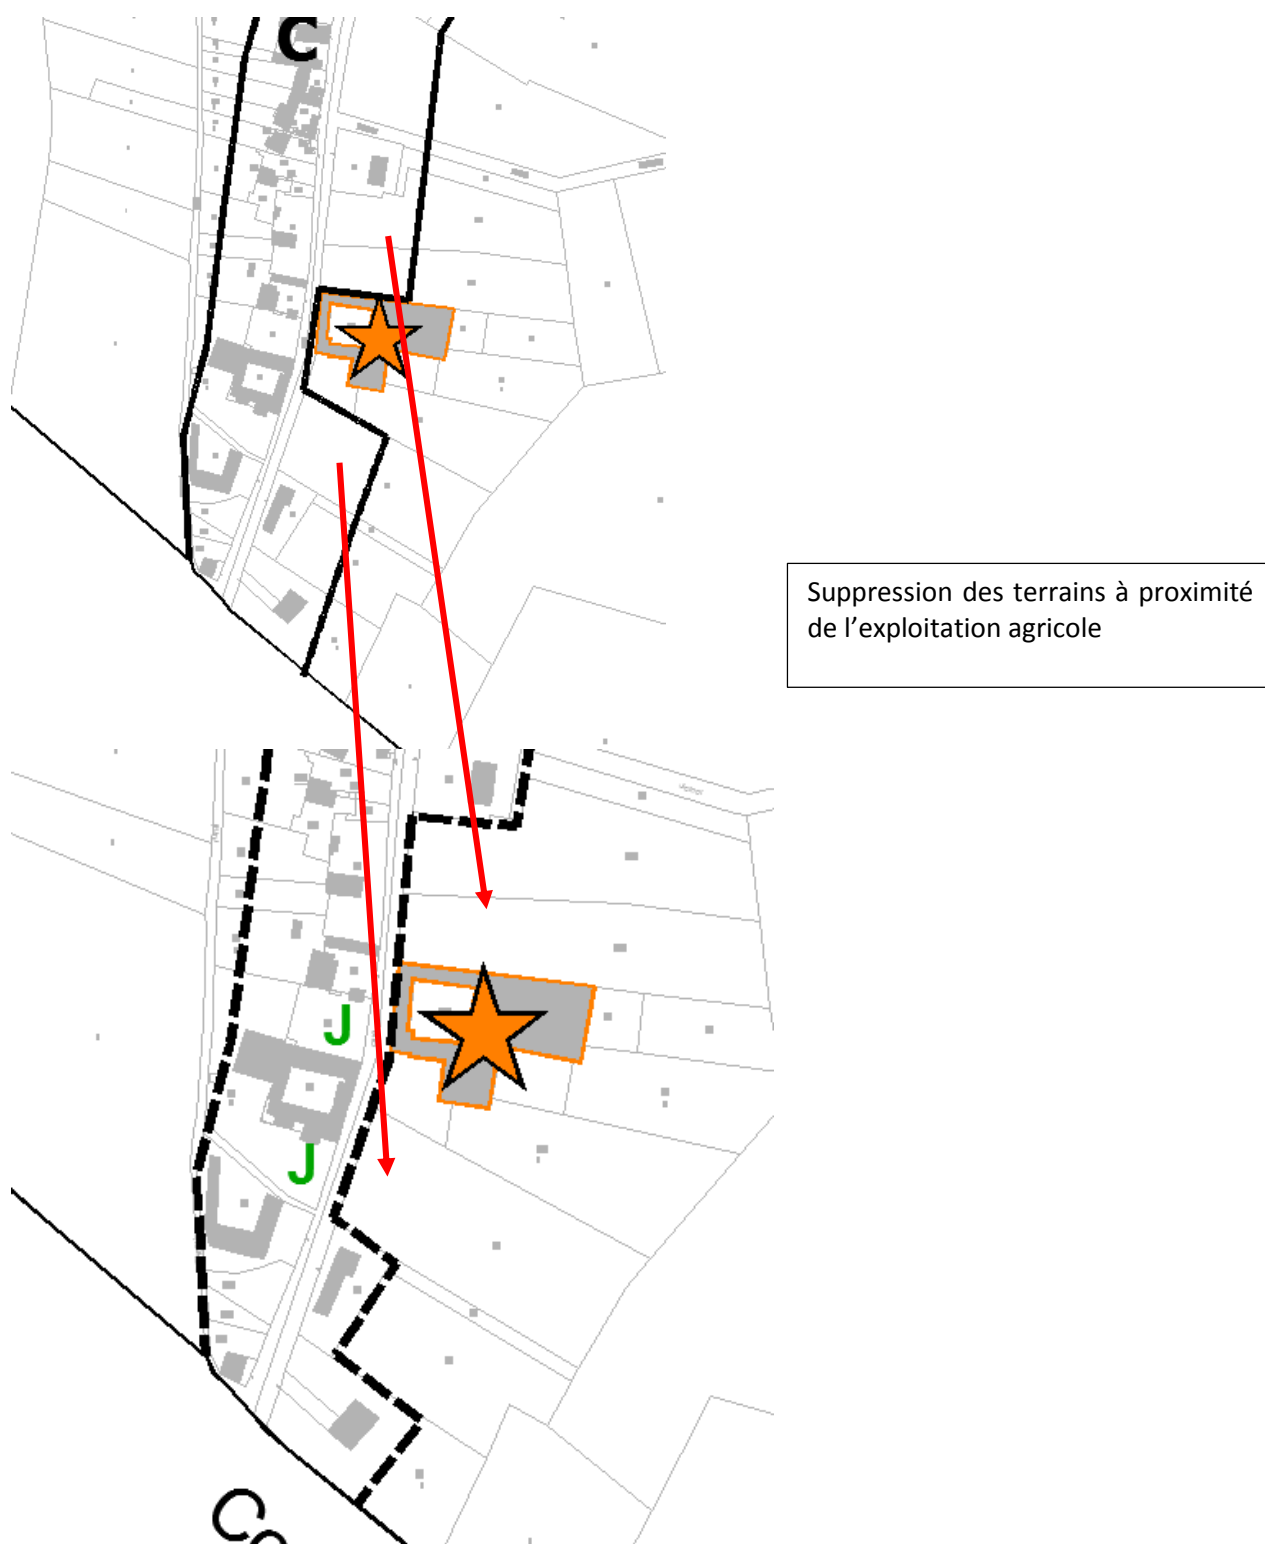 C
Suppression des terrains à proximité
de l’exploitation agricole
J
J
Co